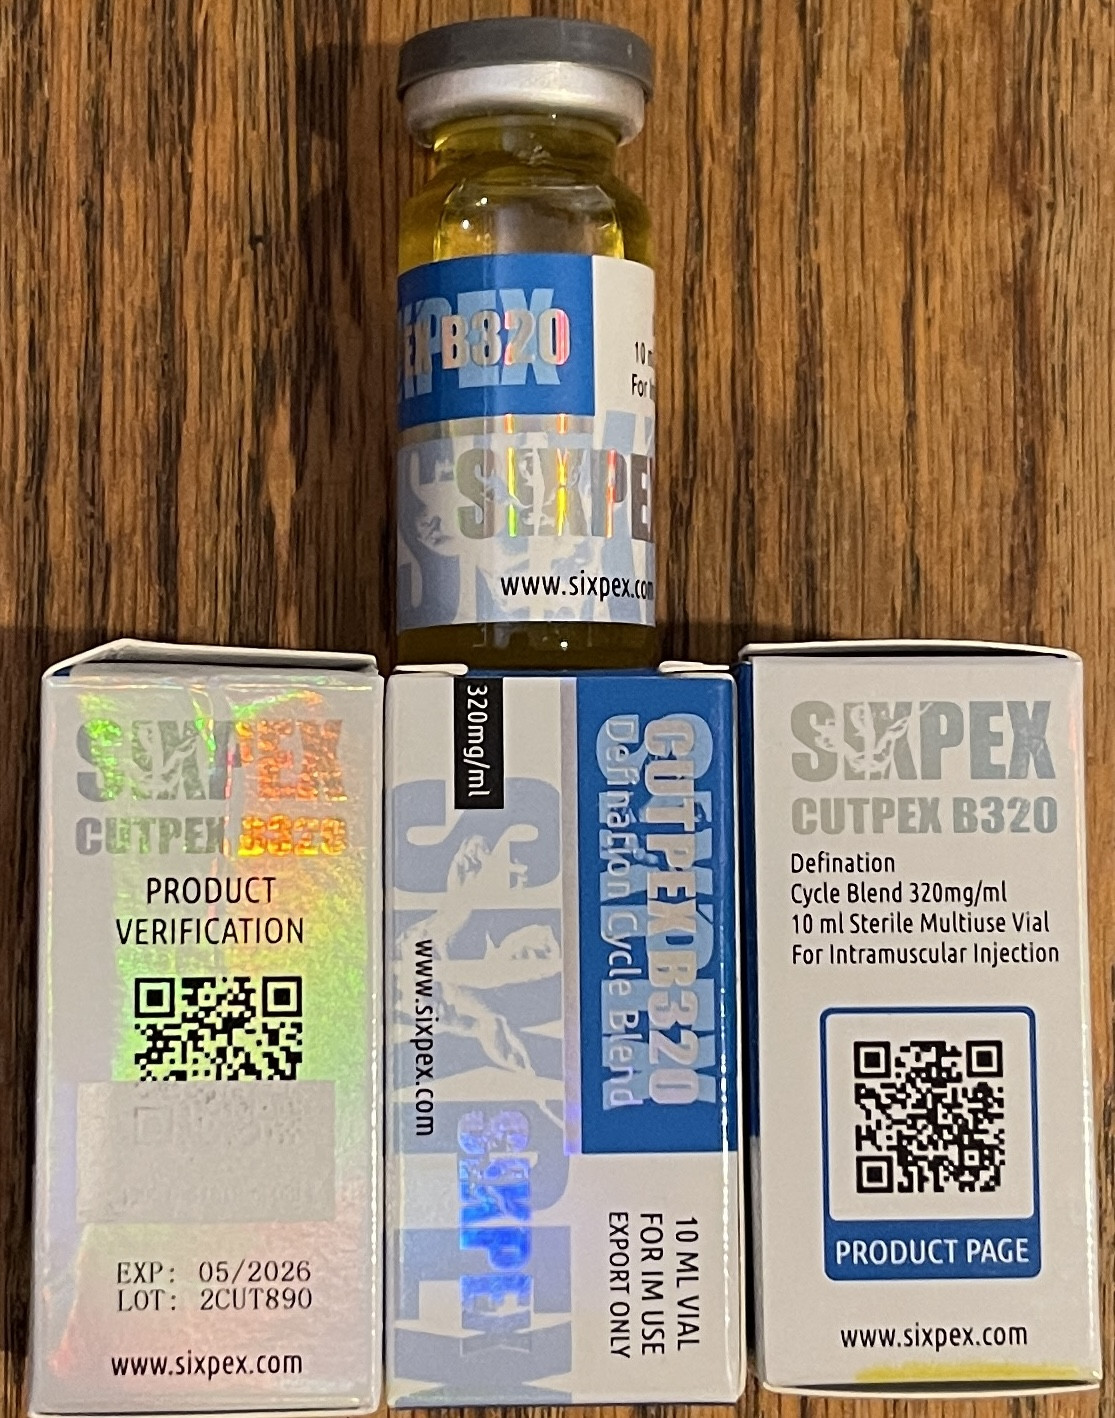 PEX B320
SIXPEX
www.sixpex.com
SIXPEX
CUTPEX B320
PRODUCT
VERIFICATION
EXP: 05/2026
LOT: 2CUT890
www.sixpex.com
CUTPEX B320
Defination Cycle Blend
320mg/ml
SIXPEX
www.sixpex.com
10 ML VIAL
FOR IM USE
EXPORT ONLY
SIXPEX
CUTPEX B320
Defination
Cycle Blend 320mg/ml
10 ml Sterile Multiuse Vial
For Intramuscular Injection
PRODUCT PAGE
www.sixpex.com